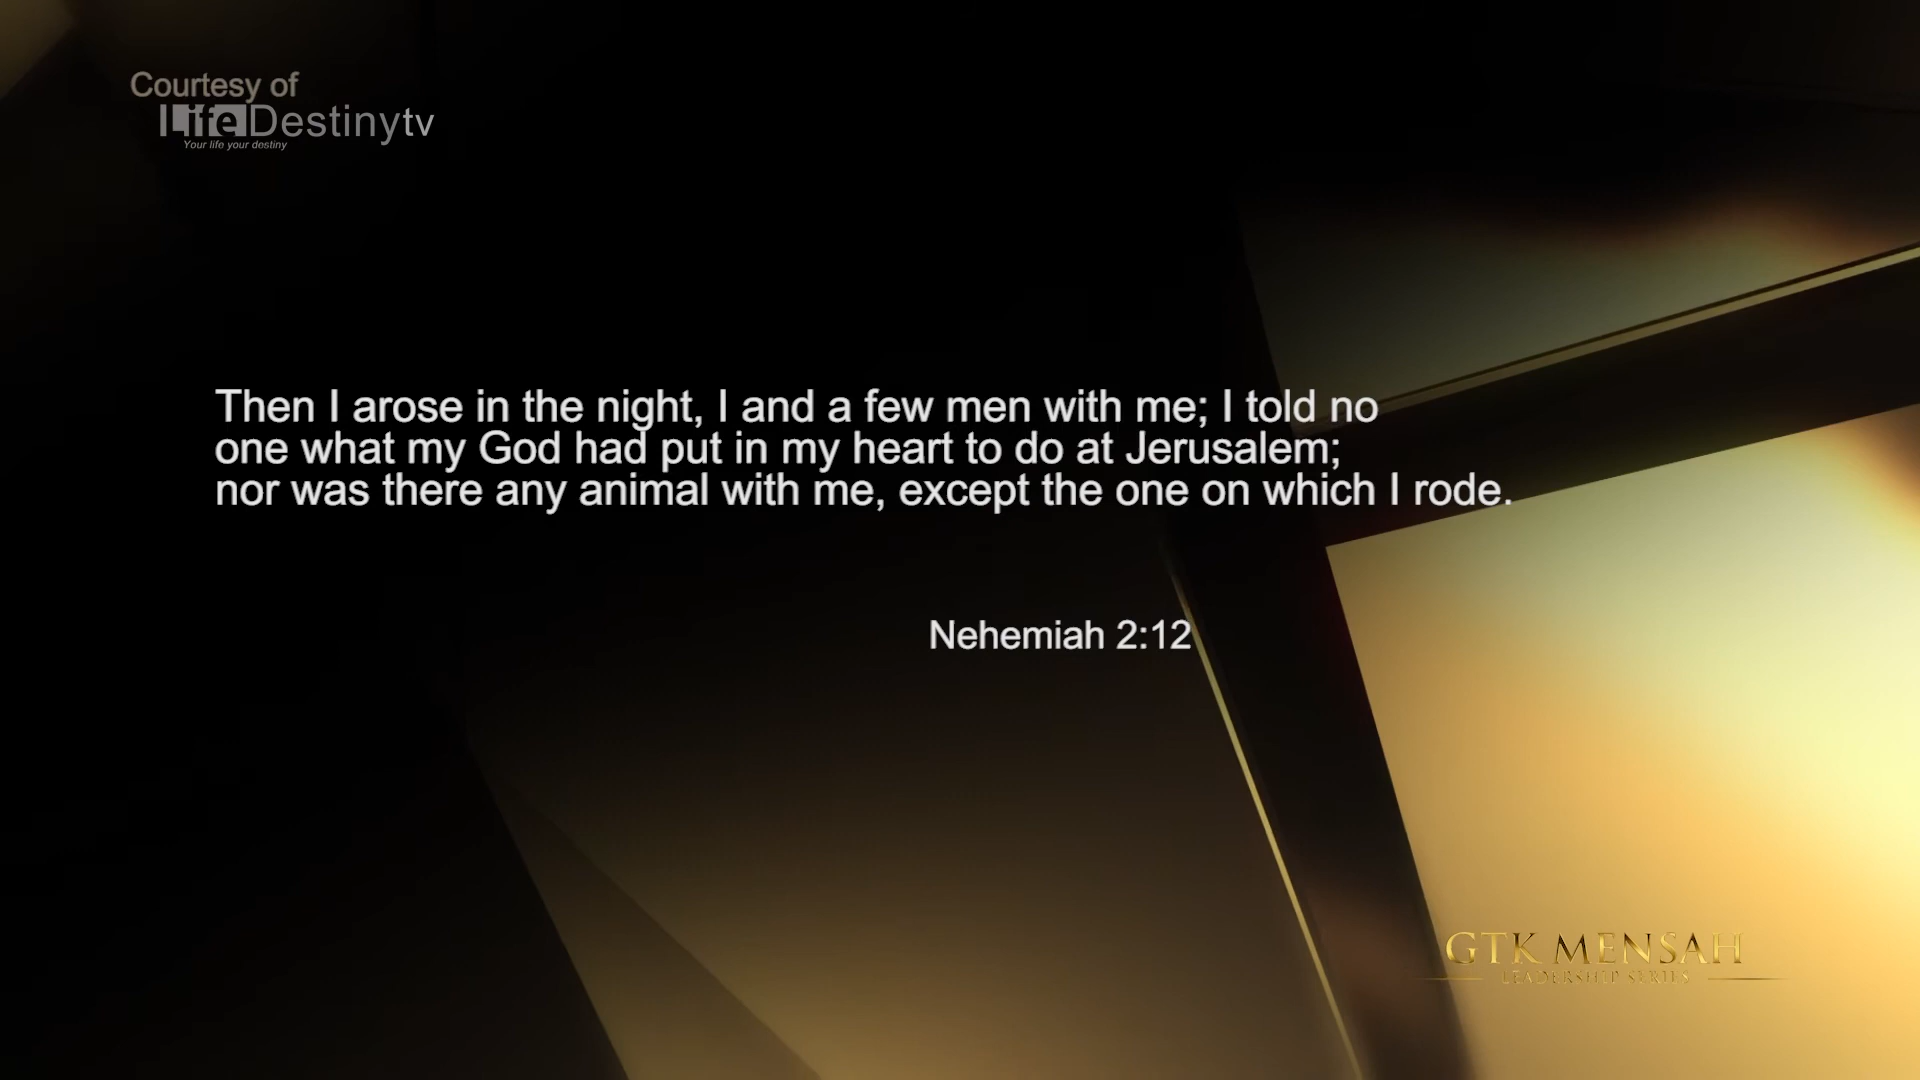 Courtesy of
LifeDestinytv
Your life your destiny
Then I arose in the night, I and a few men with me; I told no
one what my God had put in my heart to do at Jerusalem;
nor was there any animal with me, except the one on which I rode.
Nehemiah 2:12
GTK MENSAH
LEADERSHIP SERIES